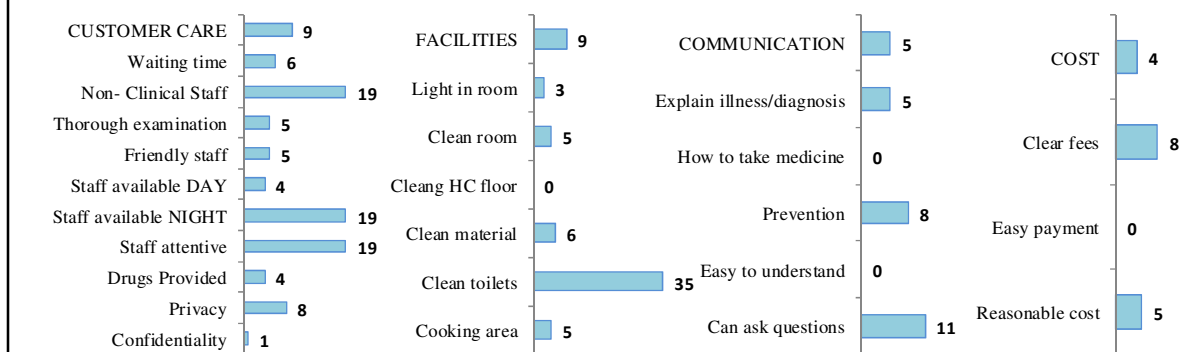 CUSTOMER CARE 9
Waiting time 6
Non- Clinical Staff 19
Thorough examination 5
Friendly staff 5
Staff available DAY 4
Staff available NIGHT 19
Staff attentive 19
Drugs Provided 4
Privacy 8
Confidentiality 1
FACILITIES 9
Light in room 3
Clean room 5
Cleang HC floor 0
Clean material 6
Clean toilets 35
Cooking area 5
COMMUNICATION 5
Explain illness/diagnosis 5
How to take medicine 0
Prevention 8
Easy to understand 0
Can ask questions 11
COST 4
Clear fees 8
Easy payment 0
Reasonable cost 5